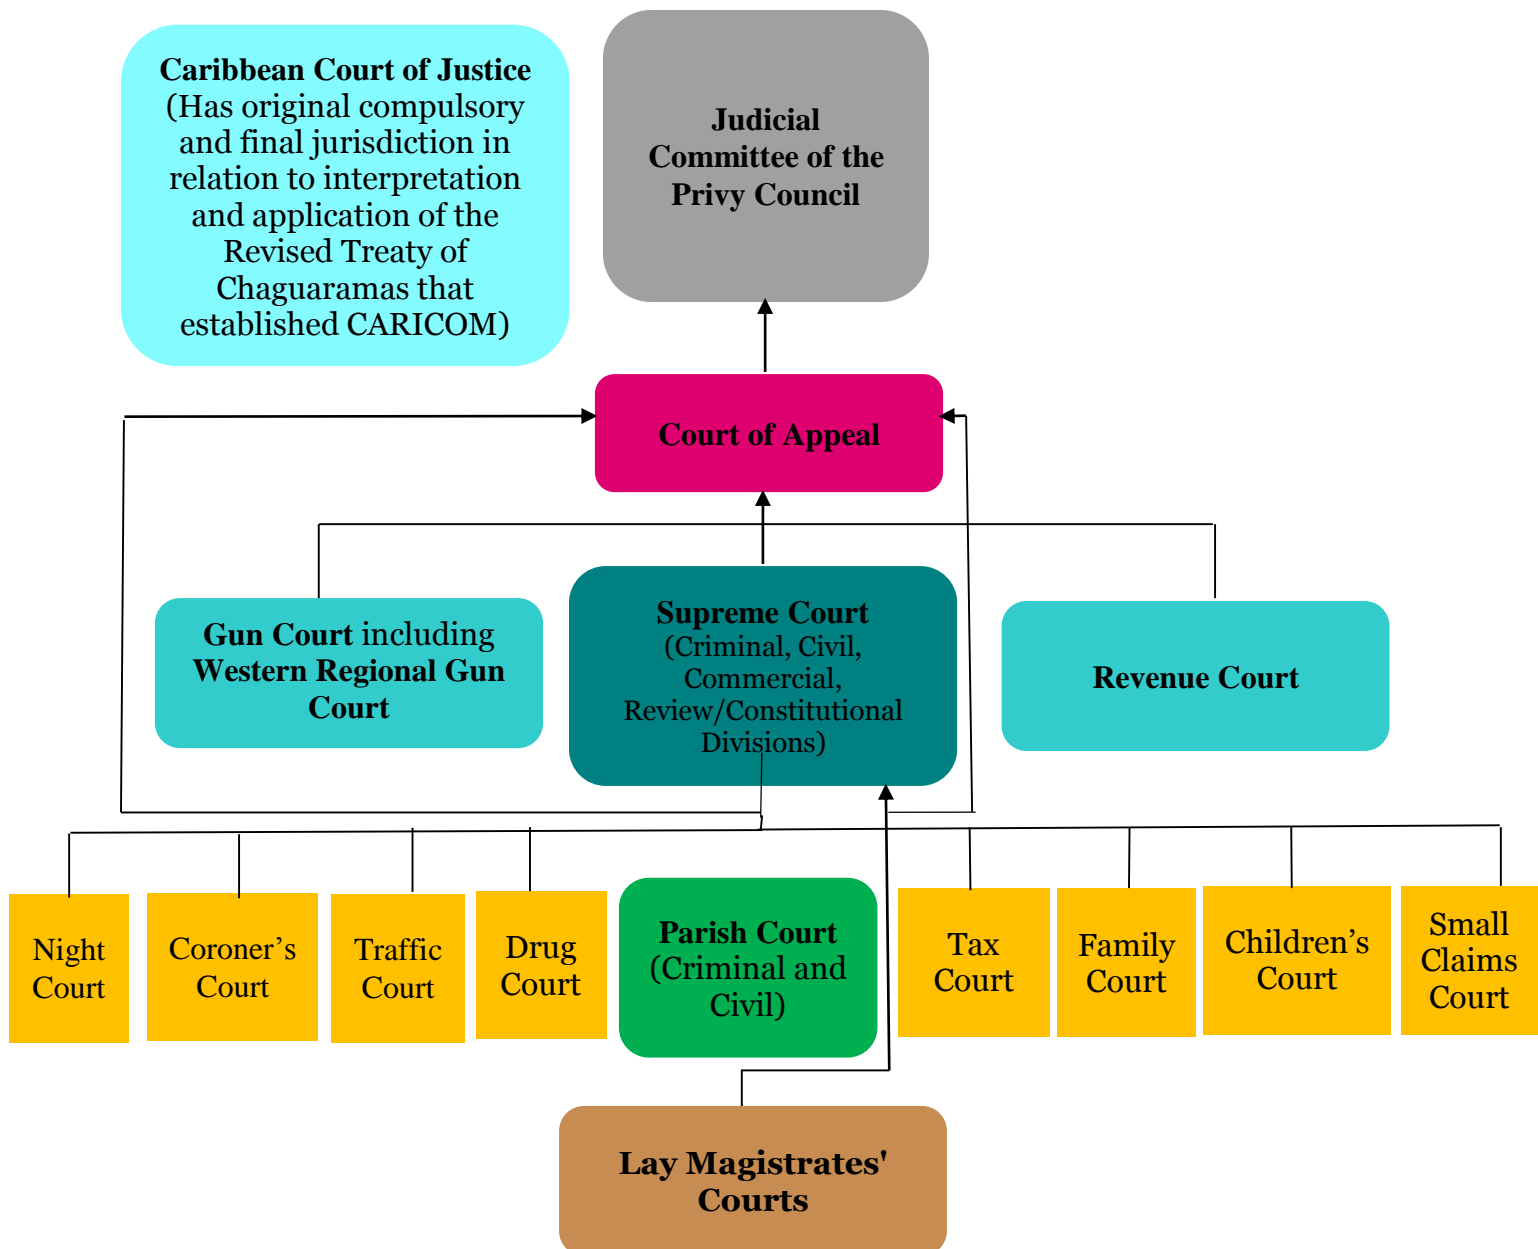 Caribbean Court of Justice
(Has original compulsory
and final jurisdiction in
relation to interpretation
and application of the
Revised Treaty of
Chaguaramas that
established CARICOM)
Judicial
Committee of the
Privy Council
Court of Appeal
Gun Court including
Western Regional Gun
Court
Supreme Court
(Criminal, Civil,
Commercial,
Review/Constitutional
Divisions)
Revenue Court
Night
Court
Coroner's
Court
Traffic
Court
Drug
Court
Parish Court
(Criminal and
Civil)
Tax
Court
Family
Court
Children's
Court
Small
Claims
Court
Lay Magistrates'
Courts